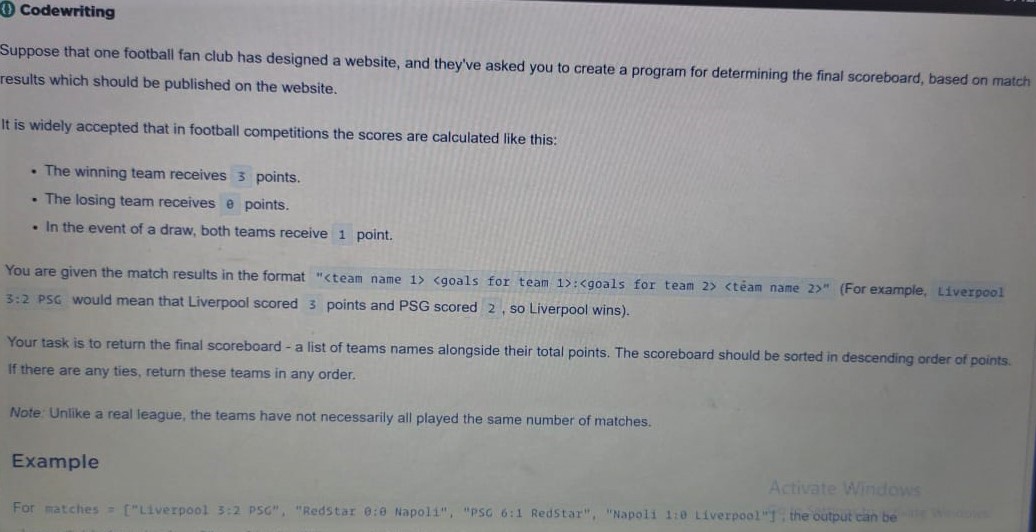 Codewriting
Suppose that one football fan club has designed a website, and they've asked you to create a program for determining the final scoreboard, based on match
results which should be published on the website.
It is widely accepted that in football competitions the scores are calculated like this:
• The winning team receives 3 points.
• The losing team receives 0 points.
• In the event of a draw, both teams receive 1 point.
You are given the match results in the format "<team name 1> <goals for team 1>:<goals for team 2> <team name 2>" (For example, Liverpool
3:2 PSG would mean that Liverpool scored 3 points and PSG scored 2, so Liverpool wins).
Your task is to return the final scoreboard - a list of teams names alongside their total points. The scoreboard should be sorted in descending order of points.
If there are any ties, return these teams in any order.
Note: Unlike a real league, the teams have not necessarily all played the same number of matches.
Example
Activate Windows
For matches = ["Liverpool 3:2 PSG", "RedStar 0:0 Napoli", "PSG 6:1 RedStar", "Napoli 1:0 Liverpool"], the output can be